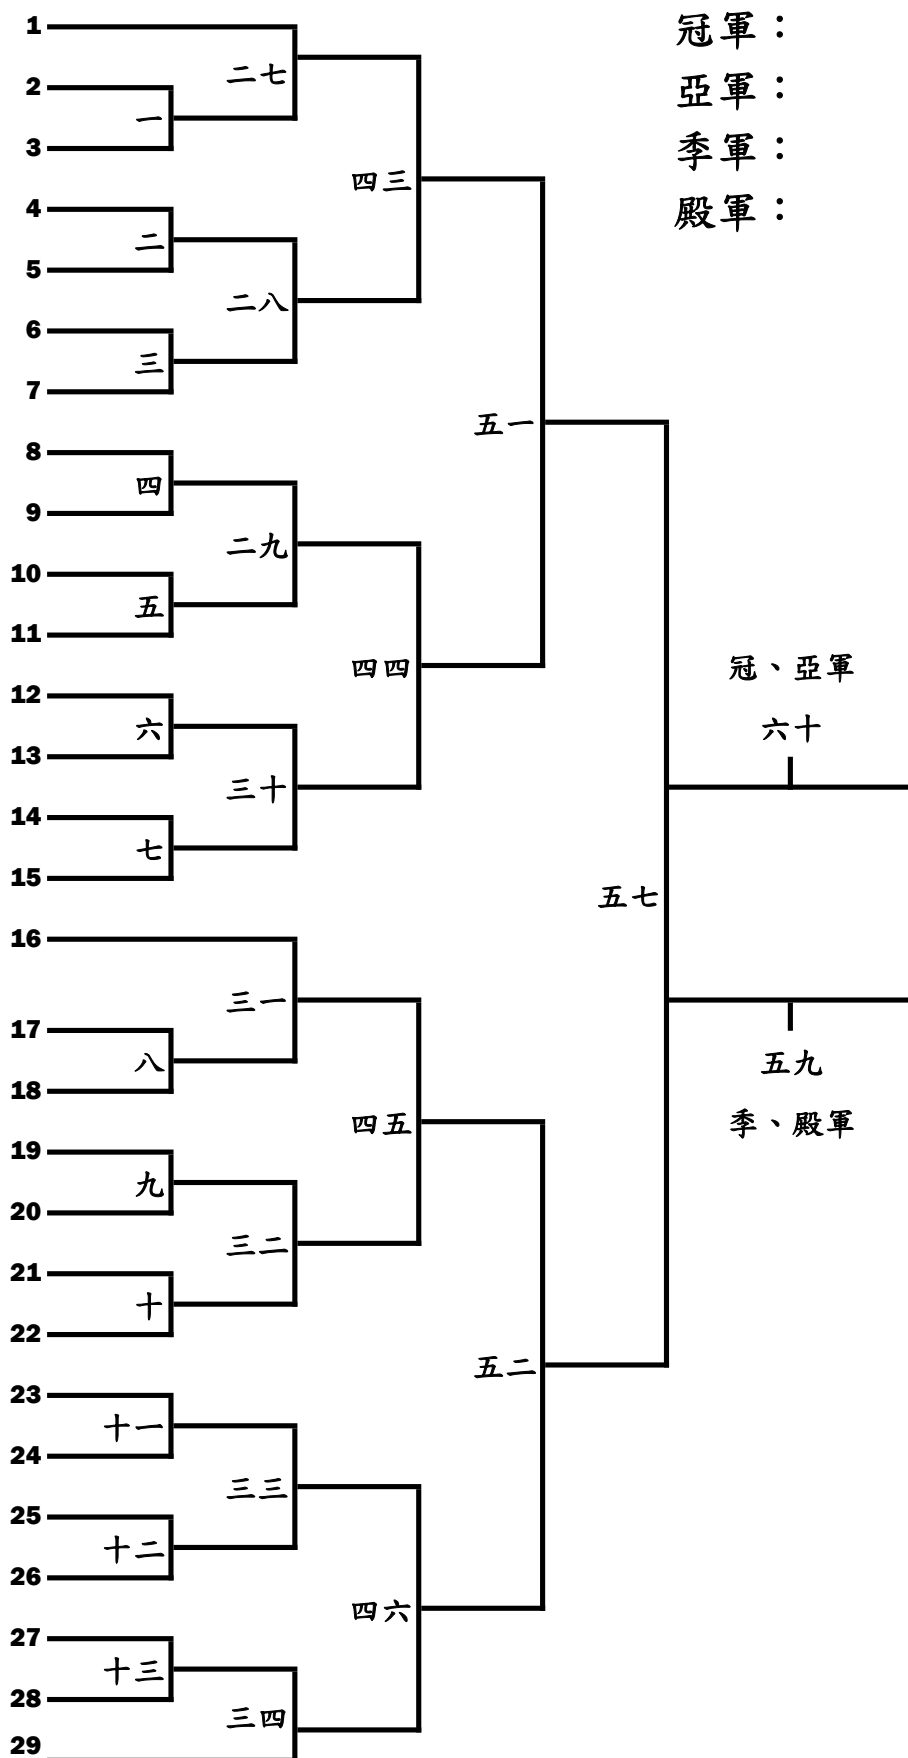 冠軍：
亞軍：
季軍：
殿軍：
1
二七
2
一
3
四三
4
二
5
二八
6
三
7
五一
8
四
9
二九
10
五
11
四四
12
六
13
三十
14
七
15
冠、亞軍
六十
五七
16
三一
17
八
18
五九
季、殿軍
四五
19
九
20
三二
21
十
22
五二
23
十一
24
三三
25
十二
26
四六
27
十三
28
三四
29